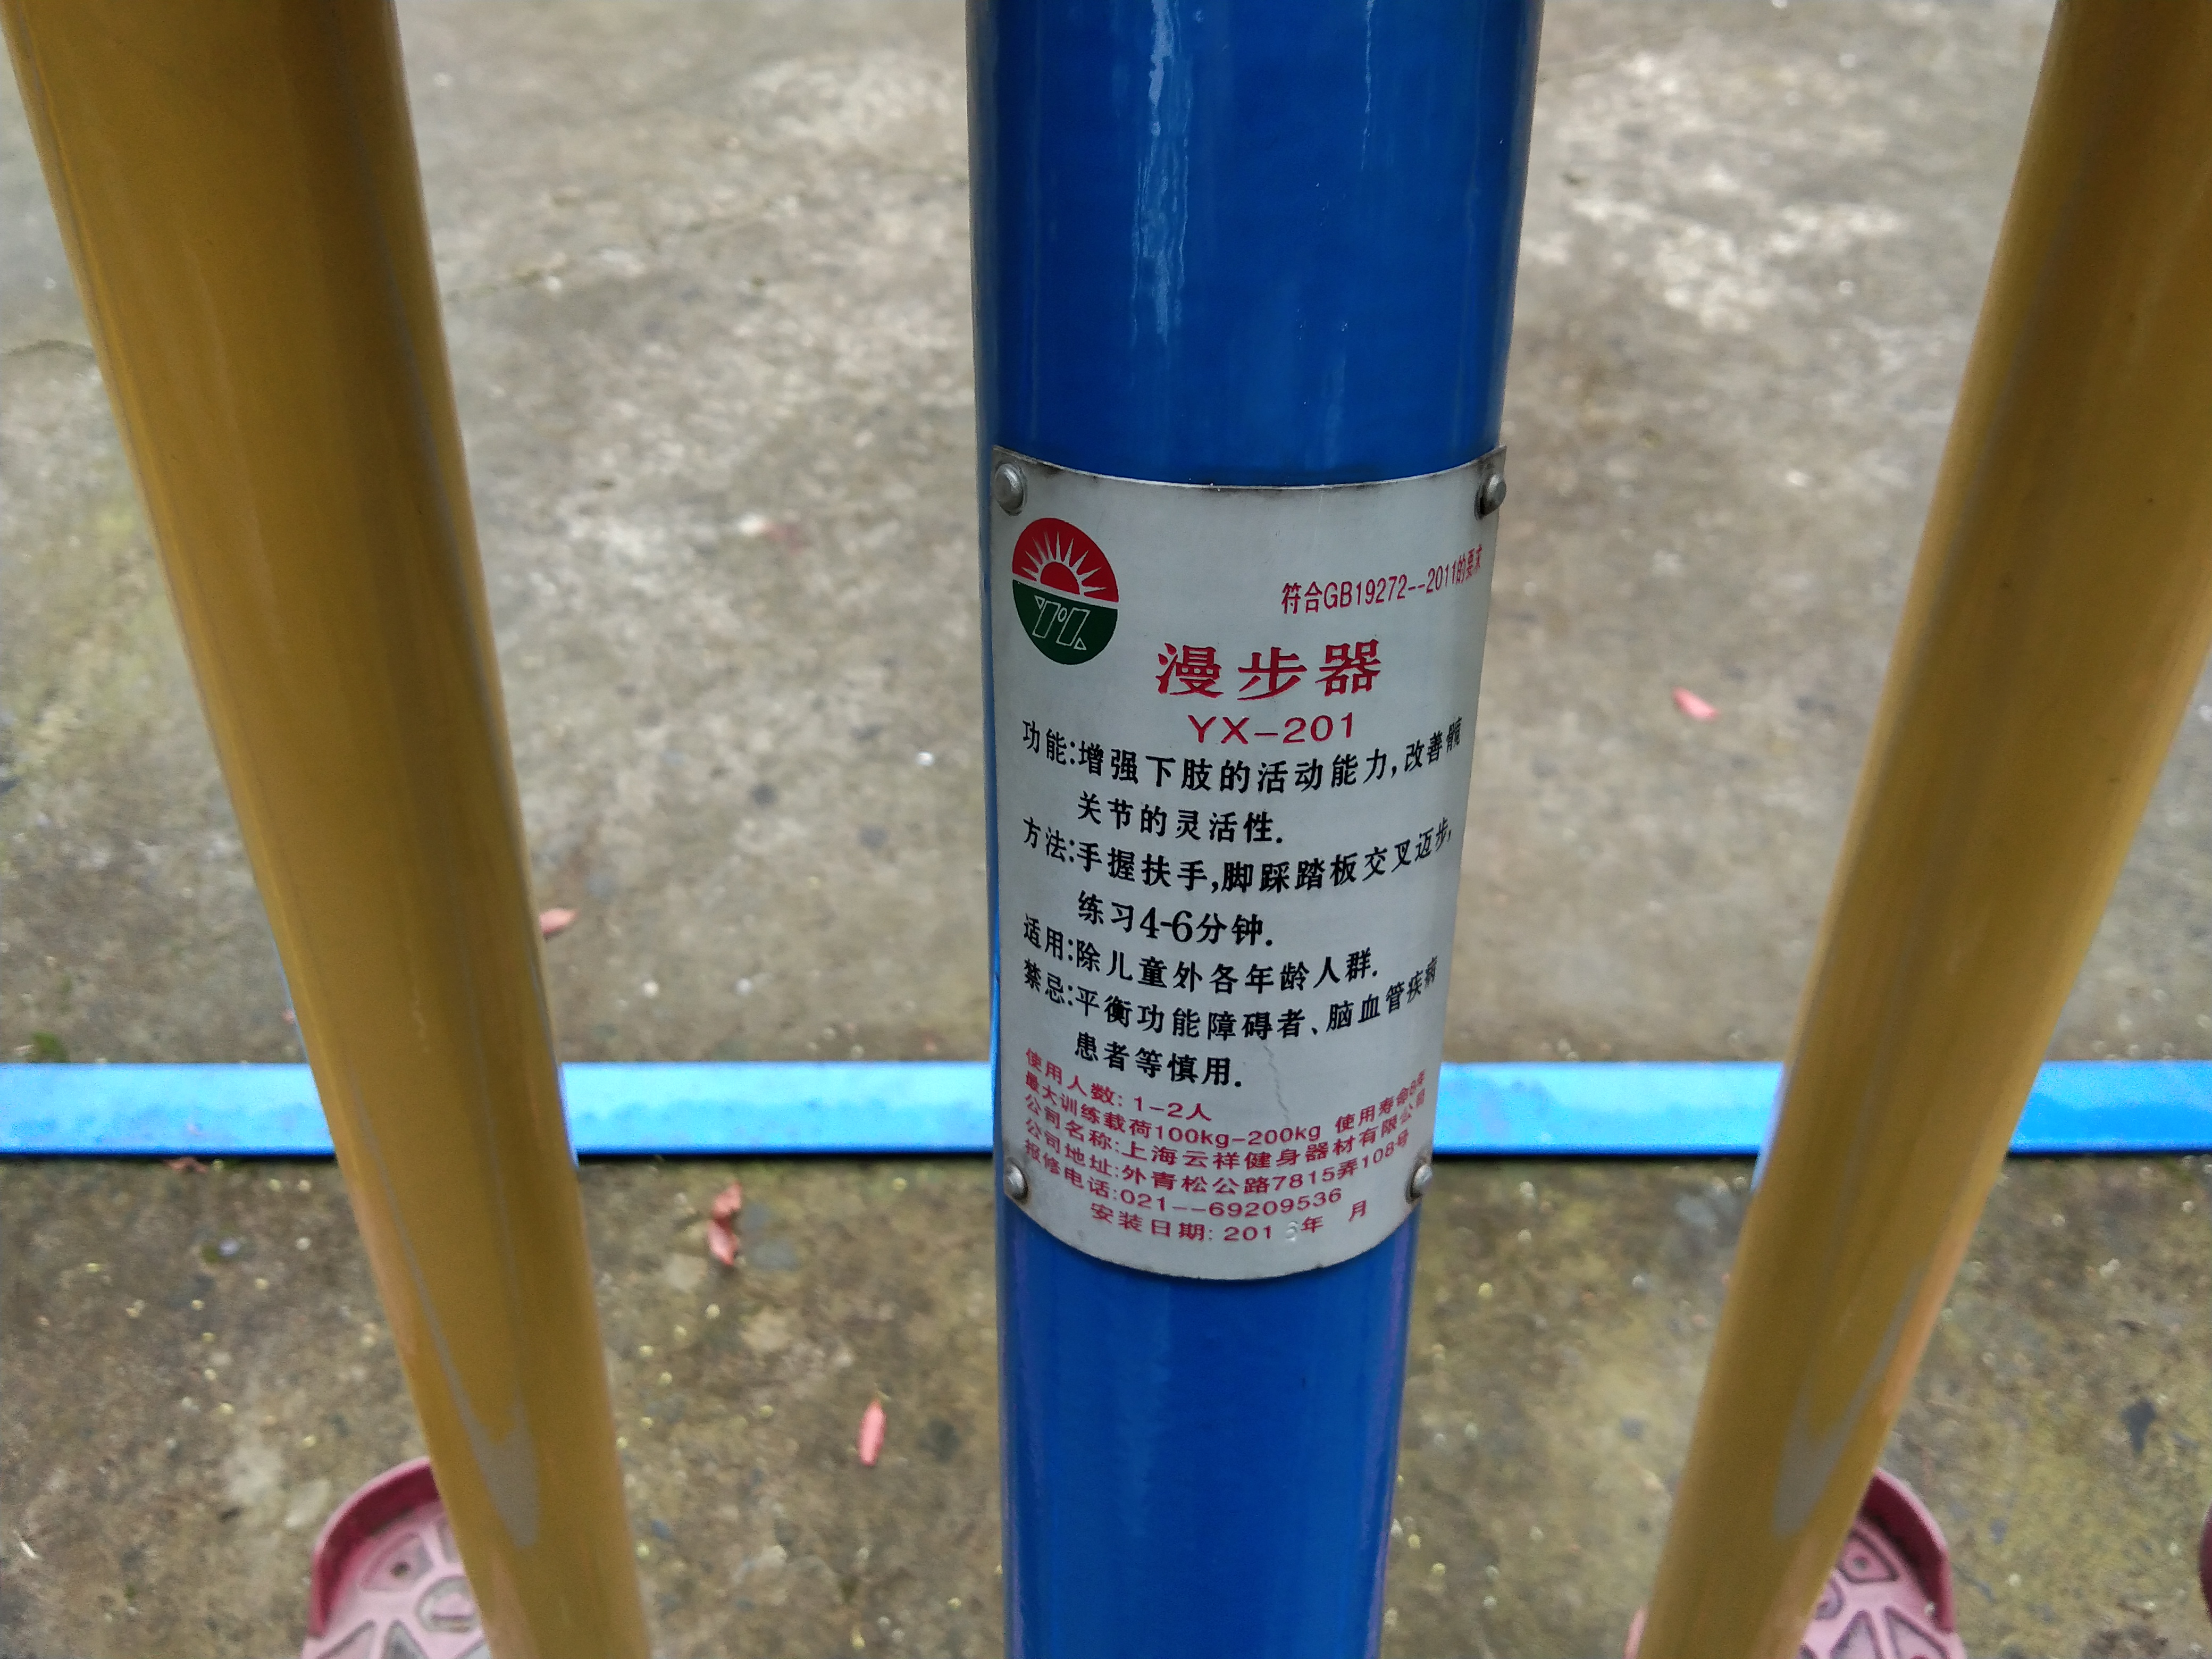 符合GB19272--2011的要求
漫步器
YX-201
功能:增强下肢的活动能力,改善髋
关节的灵活性.
方法:手握扶手,脚踩踏板交叉迈步,
练习4-6分钟.
适用:除儿童外各年龄人群.
禁忌:平衡功能障碍者、脑血管疾病
患者等慎用.
使用人数: 1-2人
最大训练载荷100kg-200kg 使用寿命8年
公司名称:上海云祥健身器材有限公司
公司地址:外青松公路7815弄108号
报修电话:021--69209536
安装日期: 201 年 月